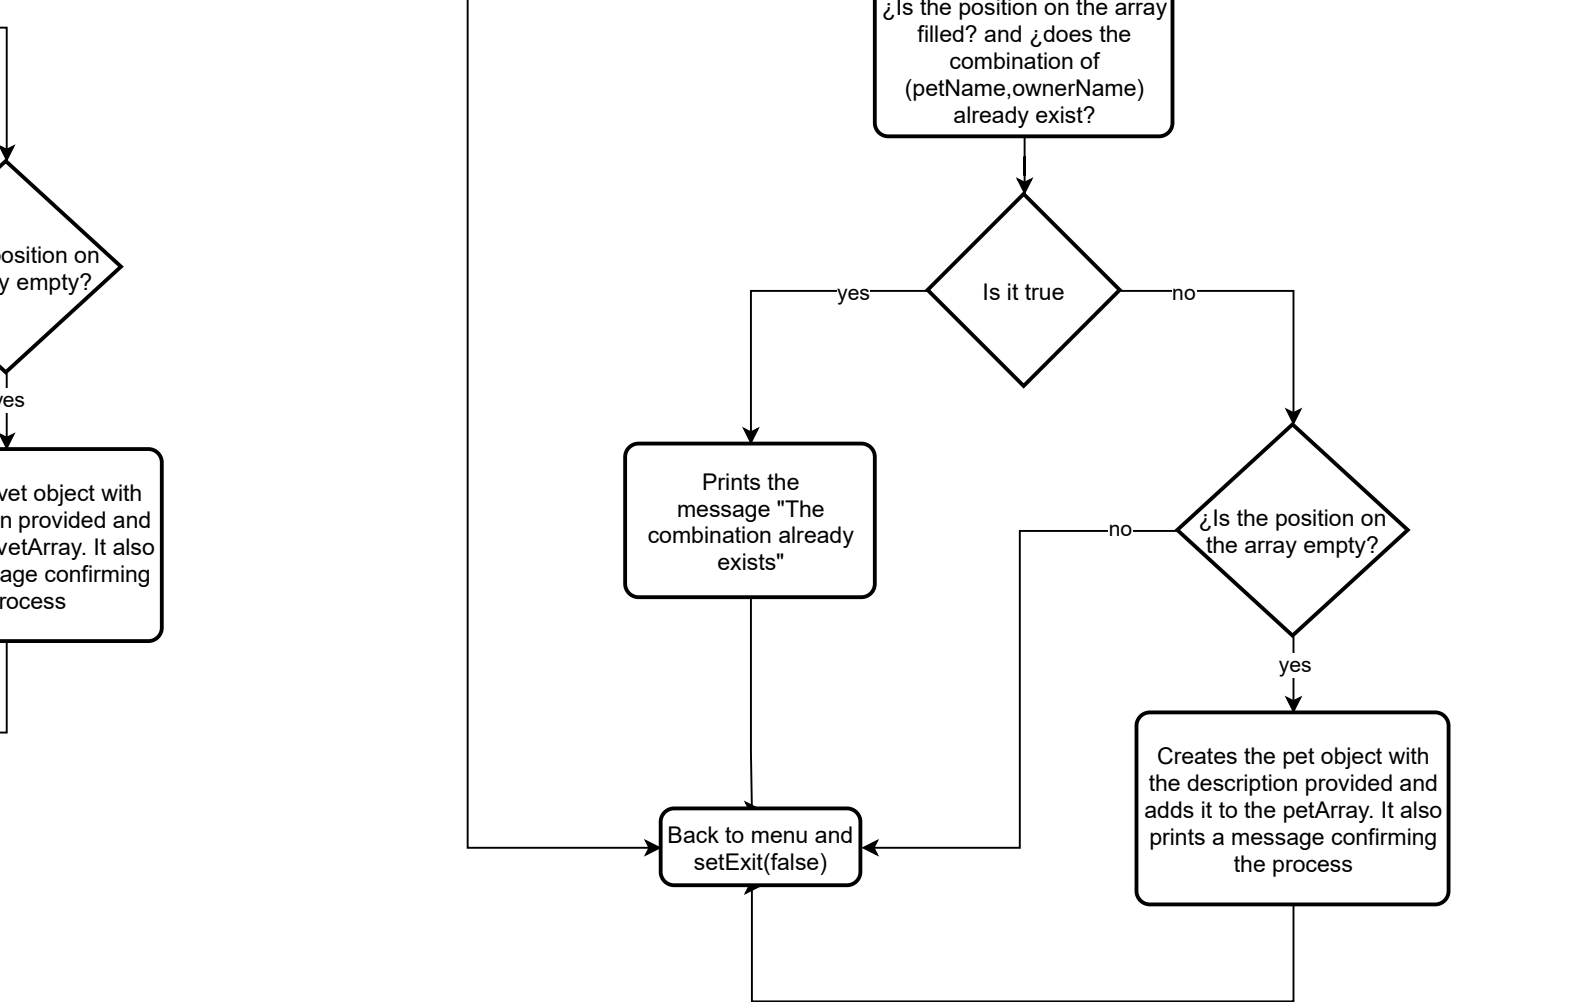 ¿Is the position on the array
filled? and ¿does the
combination of
(petName,ownerName)
already exist?
position on
y empty?
yes
Is it true
yes
no
yes
vet object with
n provided and
vetArray. It also
age confirming
rocess
Prints the
message "The
combination already
exists"
no
¿Is the position on
the array empty?
yes
Creates the pet object with
the description provided and
adds it to the petArray. It also
prints a message confirming
the process
Back to menu and
setExit(false)